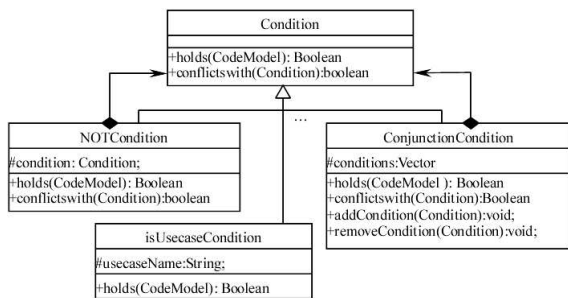 Condition
+holds(CodeModel): Boolean
+conflictswith(Condition):boolean
...
NOTCondition
#condition: Condition;
+holds(CodeModel): Boolean
+conflictswith(Condition):boolean
ConjunctionCondition
#conditions:Vector
+holds(CodeModel ): Boolean
+conflictswith(Condition):Boolean
+addCondition(Condition):void;
+removeCondition(Condition):void;
isUsecaseCondition
#usecaseName:String;
+holds(CodeModel): Boolean